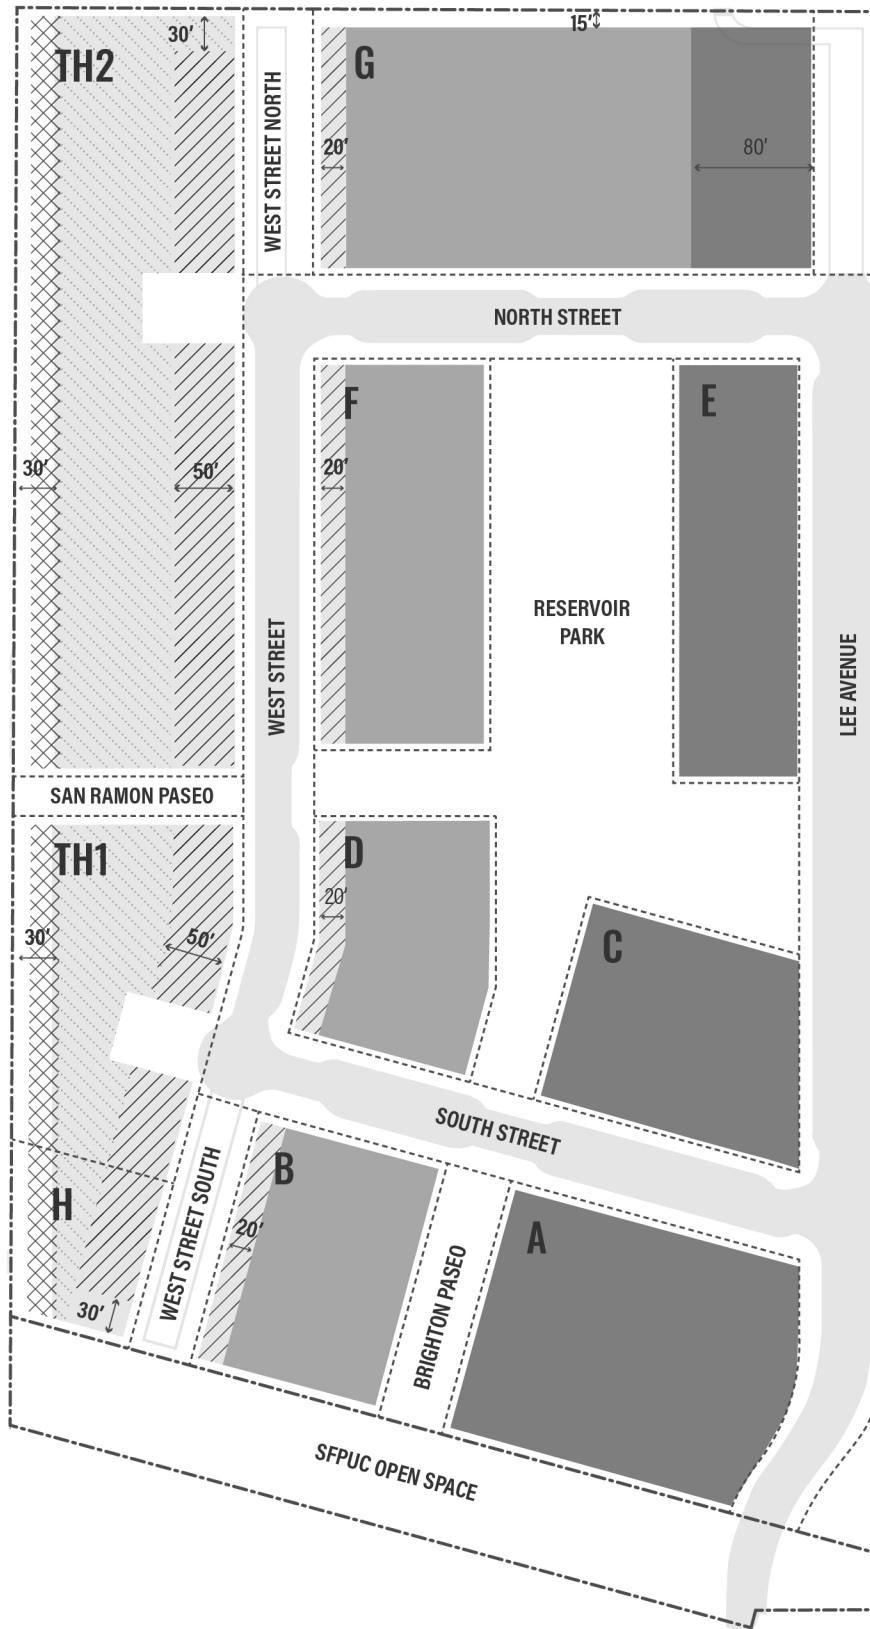 15′
30′
TH2
G
WEST STREET NORTH
20′
80′
NORTH STREET
F
E
30′
50′
20′
RESERVOIR
PARK
WEST STREET
LEE AVENUE
SAN RAMON PASEO
TH1
D
20′
30′
50′
C
SOUTH STREET
B
H
WEST STREET SOUTH
20′
A
BRIGHTON PASEO
30′
SFPUC OPEN SPACE